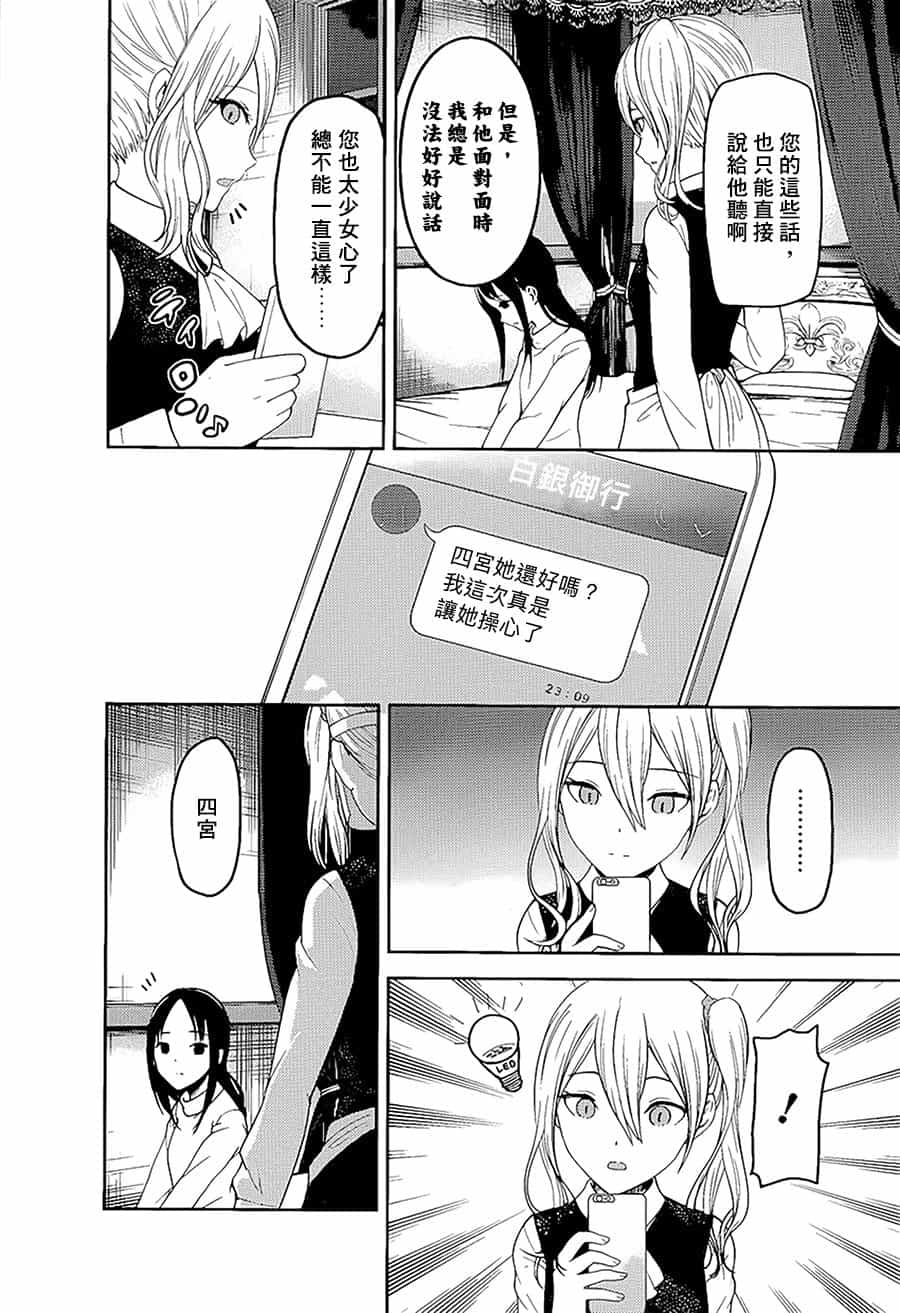 您的這些話，
也只能直接
說給他聽啊
但是，
和他面對面時
我總是
沒法好好說話
您也太少女心了
總不能一直這樣……
ライン♪
白銀御行
四宮她還好嗎？
我這次真是
讓她操心了
23:09
………
！
LED
四宮